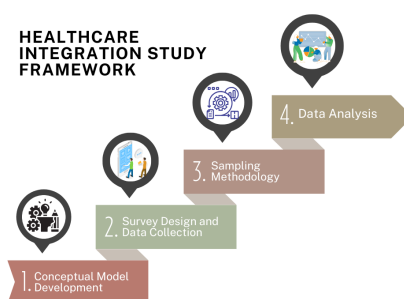 HEALTHCARE
INTEGRATION STUDY
FRAMEWORK
4. Data Analysis
3. Sampling
Methodology
2. Survey Design and
Data Collection
1. Conceptual Model
Development